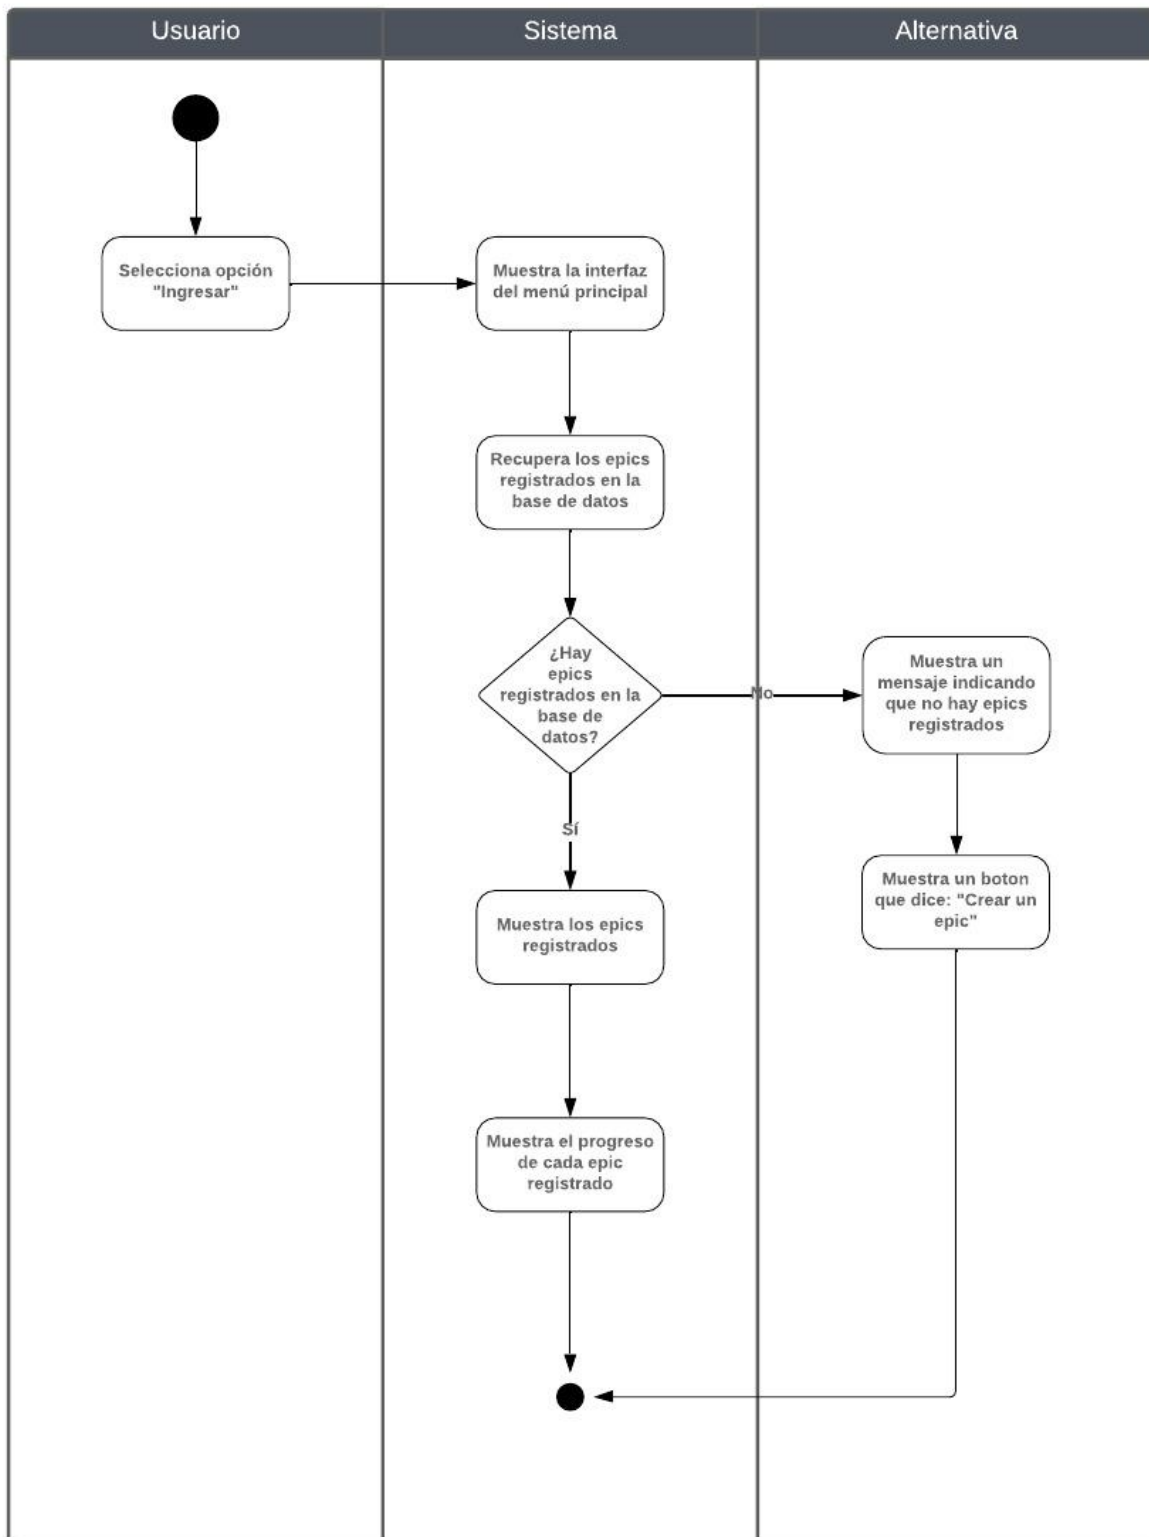 Usuario
Sistema
Alternativa
Selecciona opción
"Ingresar"
Muestra la interfaz
del menú principal
Recupera los epics
registrados en la
base de datos
¿Hay
epics
registrados en la
base de
datos?
No
Muestra un
mensaje indicando
que no hay epics
registrados
Sí
Muestra un boton
que dice: "Crear un
epic"
Muestra los epics
registrados
Muestra el progreso
de cada epic
registrado